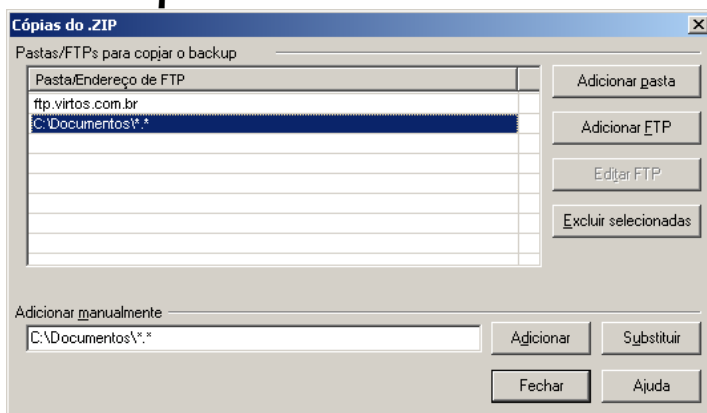 Cópias do .ZIP
Pastas/FTPs para copiar o backup
Pasta/Endereço de FTP
ftp.virtos.com.br
C:\Documentos\*.*
Adicionar pasta
Adicionar FTP
Editar FTP
Excluir selecionadas
Adicionar manualmente
C:\Documentos\*.*
Adicionar
Substituir
Fechar
Ajuda